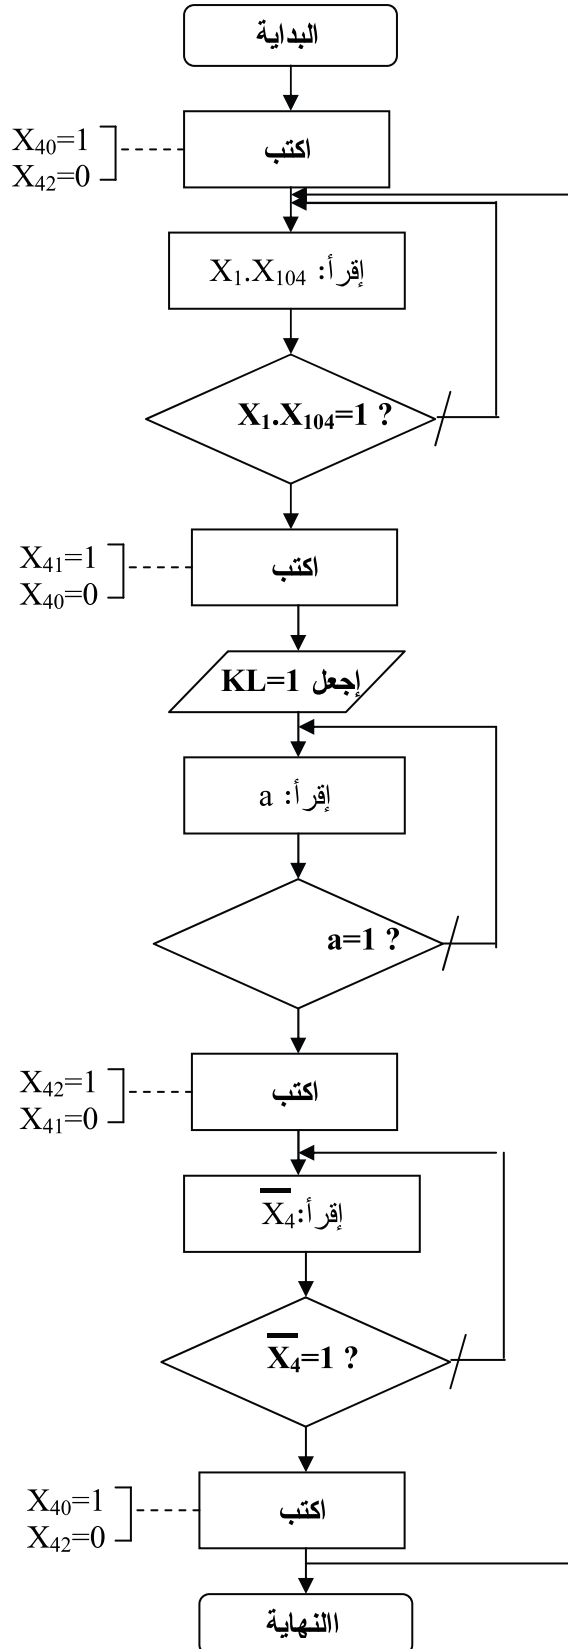 البداية
X₄₀=1
X₄₂=0
اكتب
إقرأ: X₁.X₁₀₄
X₁.X₁₀₄=1 ?
X₄₁=1
X₄₀=0
اكتب
إجعل KL=1
إقرأ: a
a=1 ?
X₄₂=1
X₄₁=0
اكتب
إقرأ: X̅₄
X̅₄=1 ?
X₄₀=1
X₄₂=0
اكتب
االنهاية